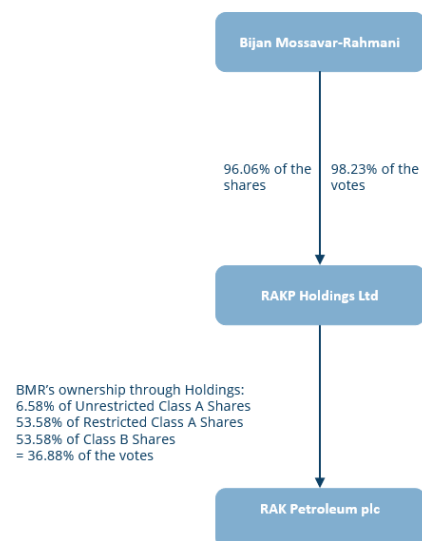 Bijan Mossavar-Rahmani
96.06% of the
shares
98.23% of the
votes
RAKP Holdings Ltd
BMR's ownership through Holdings:
6.58% of Unrestricted Class A Shares
53.58% of Restricted Class A Shares
53.58% of Class B Shares
= 36.88% of the votes
RAK Petroleum plc